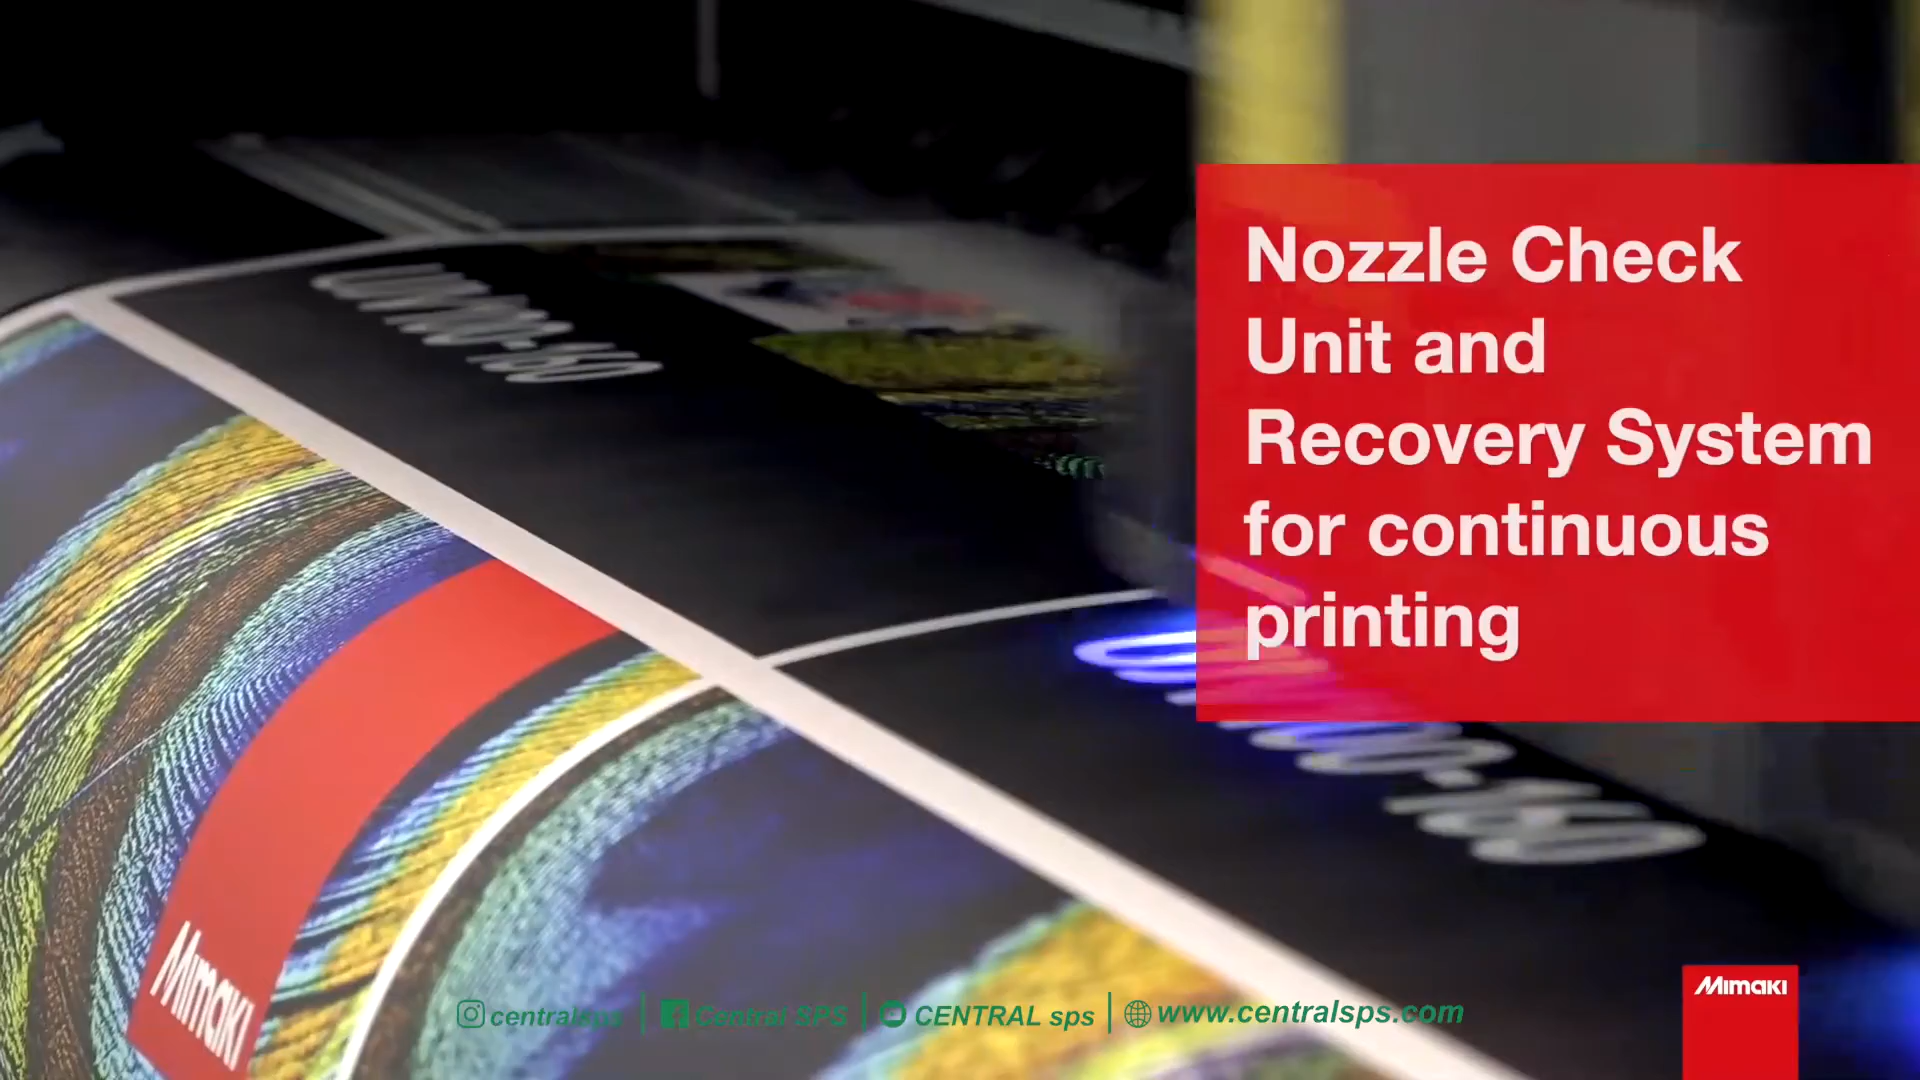 Nozzle Check
Unit and
Recovery System
for continuous
printing
Mimaki
Mimaki
centralsps | Central SPS | CENTRAL sps | www.centralsps.com